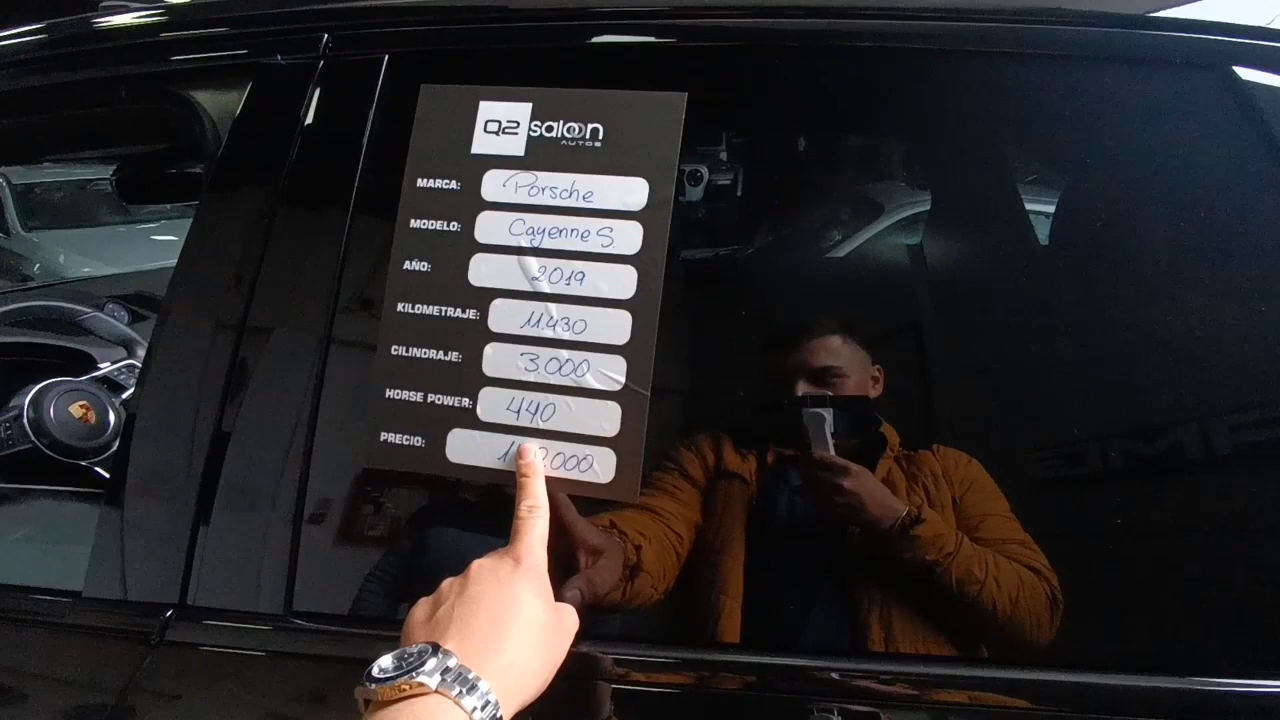 Q2 saloon
AUTOS
MARCA: Porsche
MODELO: Cayenne S
AÑO: 2019
KILOMETRAJE: 11.430
CILINDRAJE: 3.000
HORSE POWER: 440
PRECIO: